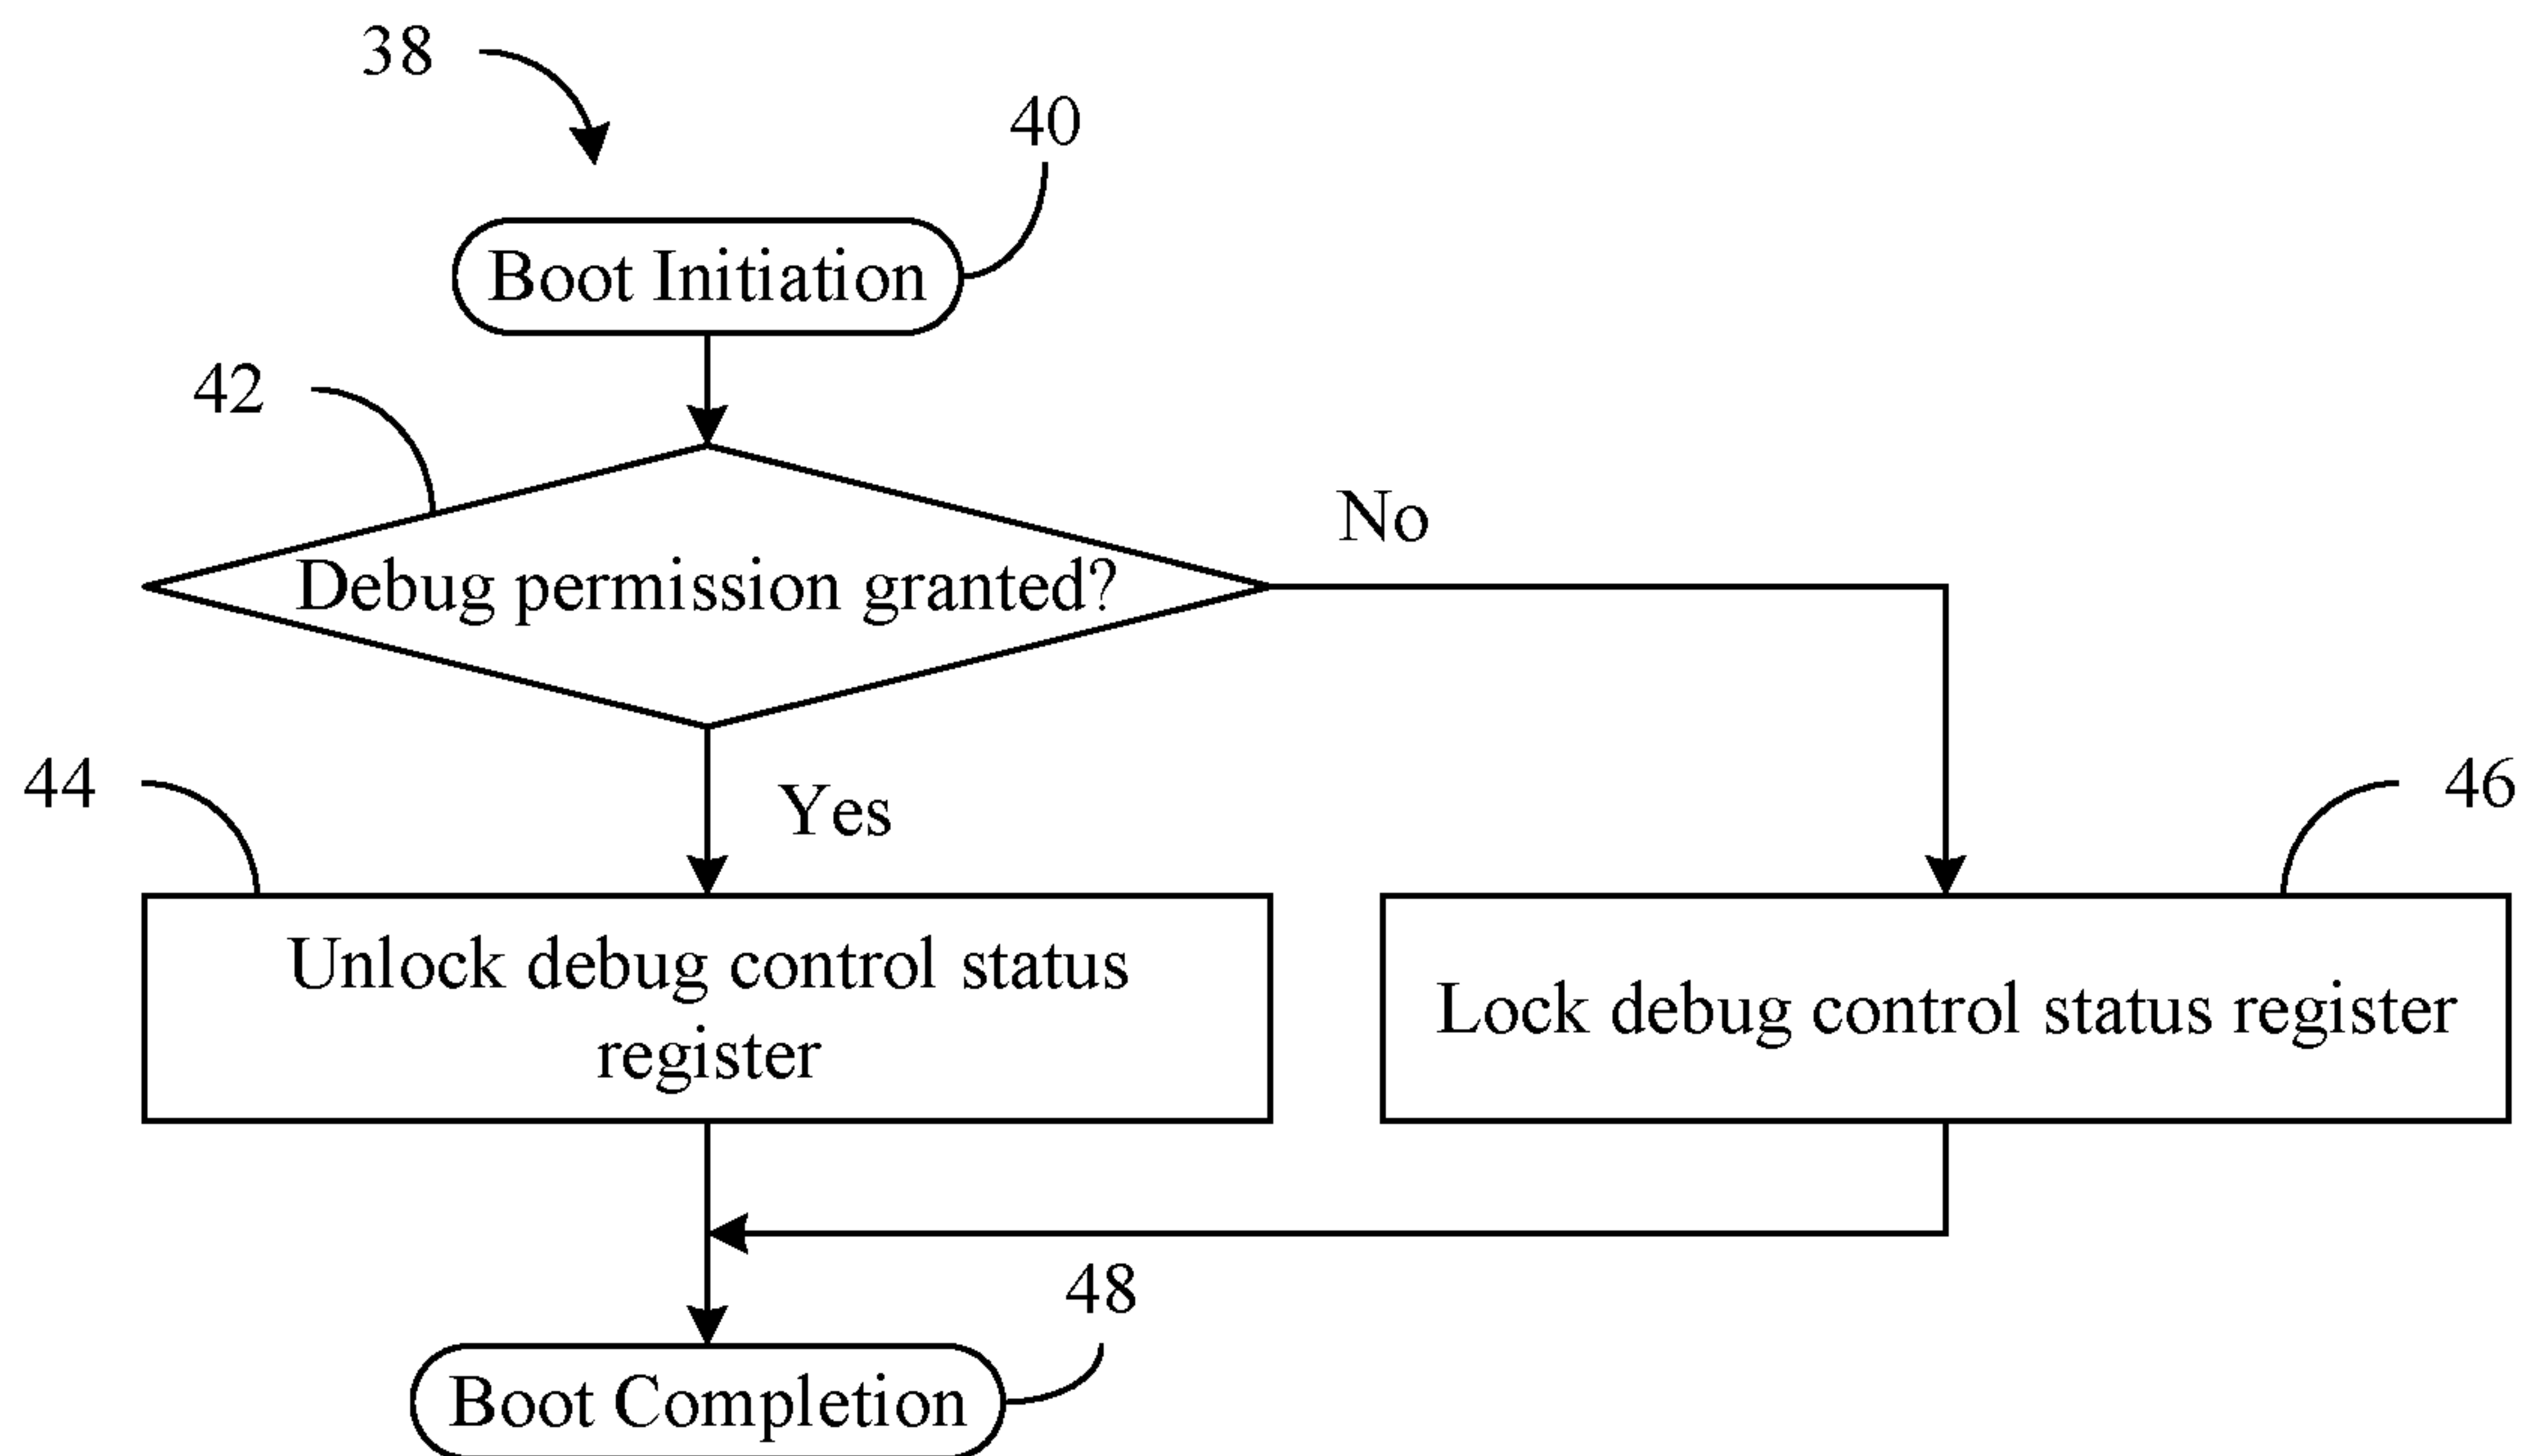 38
40
Boot Initiation
42
No
Debug permission granted?
44
Yes
46
Unlock debug control status
register
Lock debug control status register
48
Boot Completion